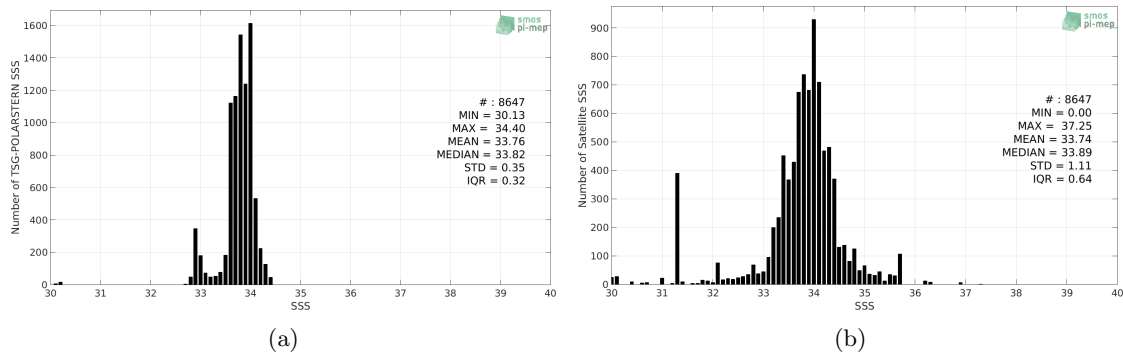 smos
pi-mep
Number of TSG-POLARSTERN SSS
1600
1400
1200
1000
800
600
400
200
0
# : 8647
MIN = 30.13
MAX = 34.40
MEAN = 33.76
MEDIAN = 33.82
STD = 0.35
IQR = 0.32
30 31 32 33 34 35 36 37 38 39 40
SSS
(a)
smos
pi-mep
Number of Satellite SSS
900
800
700
600
500
400
300
200
100
0
# : 8647
MIN = 0.00
MAX = 37.25
MEAN = 33.74
MEDIAN = 33.89
STD = 1.11
IQR = 0.64
30 31 32 33 34 35 36 37 38 39 40
SSS
(b)